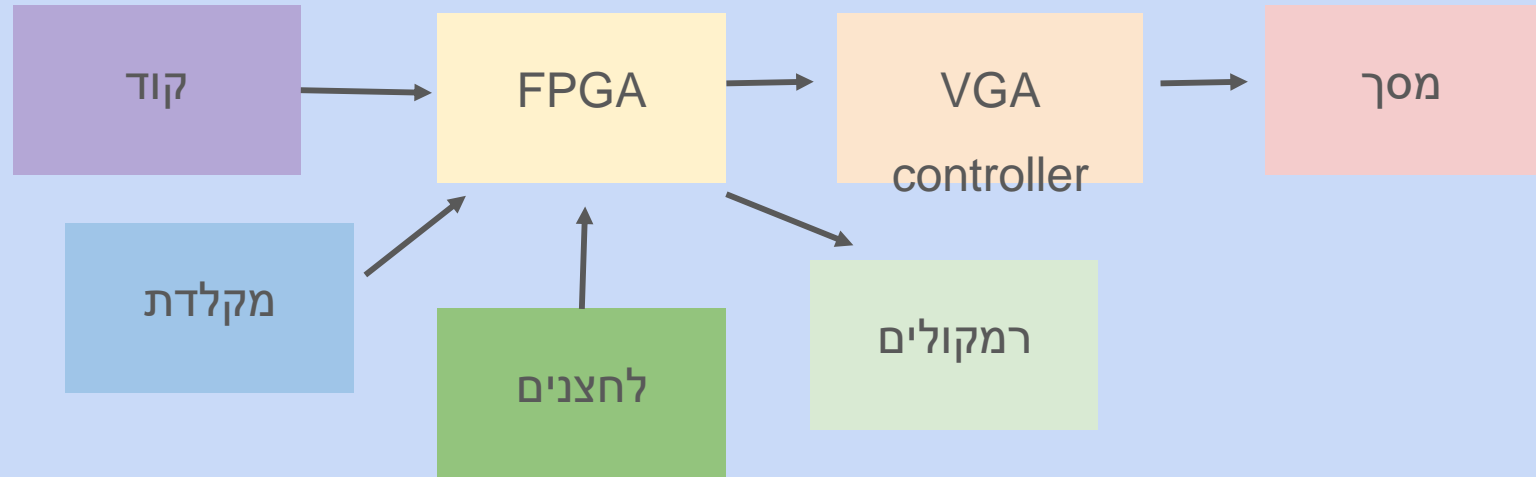 קוד
FPGA
VGA
controller
מסך
מקלדת
לחצנים
רמקולים